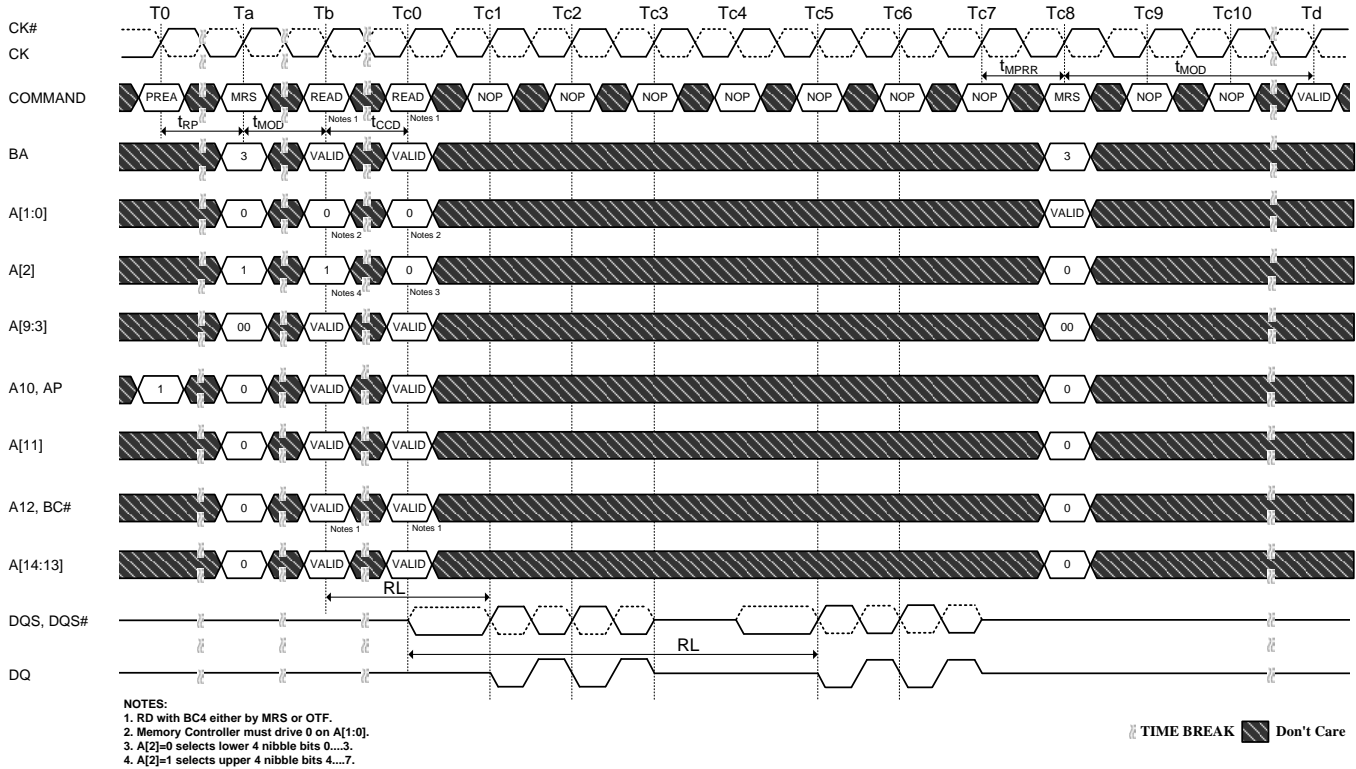 T0 Ta Tb Tc0 Tc1 Tc2 Tc3 Tc4 Tc5 Tc6 Tc7 Tc8 Tc9 Tc10 Td
CK#
CK
tMPRR tMOD
COMMAND PREA MRS READ READ NOP NOP NOP NOP NOP NOP NOP MRS NOP NOP VALID
Notes 1 Notes 1
tRP tMOD tCCD
BA 3 VALID VALID 3
A[1:0] 0 0 0 VALID
Notes 2 Notes 2
A[2] 1 1 0 0
Notes 4 Notes 3
A[9:3] 00 VALID VALID 00
A10, AP 1 0 VALID VALID 0
A[11] 0 VALID VALID 0
A12, BC# 0 VALID VALID 0
Notes 1 Notes 1
A[14:13] 0 VALID VALID 0
RL
DQS, DQS#
RL
DQ
NOTES:
1. RD with BC4 either by MRS or OTF.
2. Memory Controller must drive 0 on A[1:0].
3. A[2]=0 selects lower 4 nibble bits 0....3.
4. A[2]=1 selects upper 4 nibble bits 4....7.
TIME BREAK Don't Care